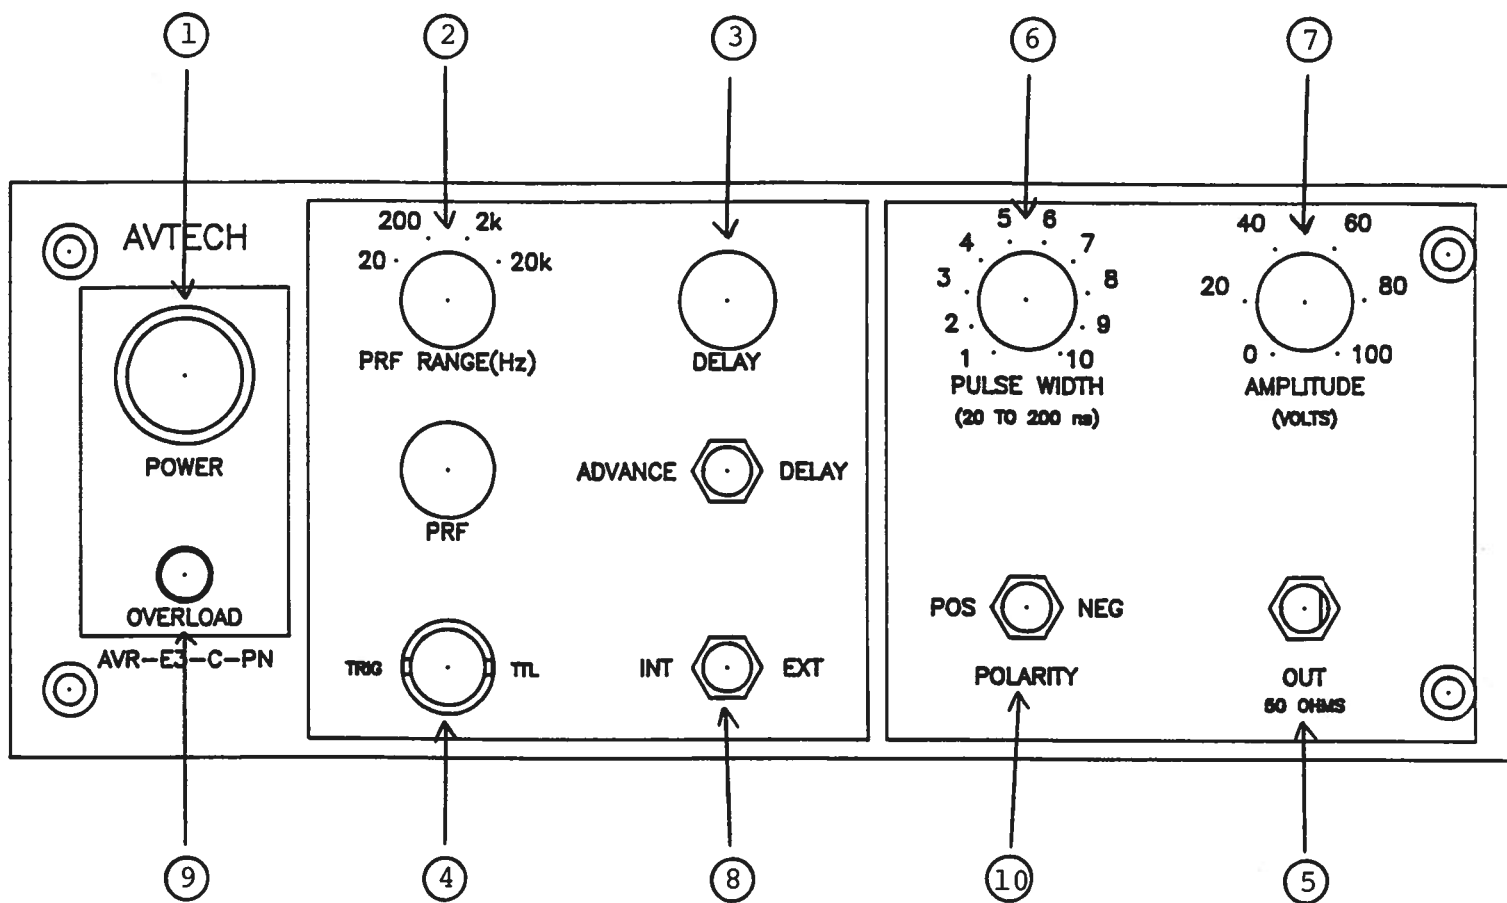 1
2
3
6
7
AVTECH
POWER
OVERLOAD
AVR-E3-C-PN
20
200
2k
20k
PRF RANGE(Hz)
PRF
TRIG
TTL
DELAY
ADVANCE
DELAY
INT
EXT
1
2
3
4
5
6
7
8
9
10
PULSE WIDTH
(20 TO 200 ns)
POS
NEG
POLARITY
0
20
40
60
80
100
AMPLITUDE
(VOLTS)
OUT
50 OHMS
9
4
8
10
5